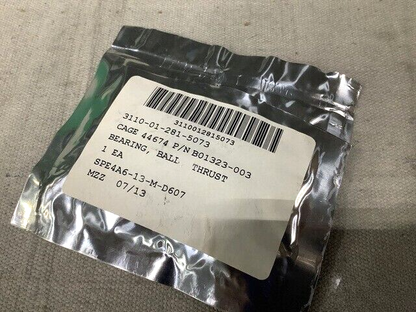 3110012815073
3110-01-281-5073
CAGE 44674 P/N B01323-003
BEARING, BALL THRUST
1 EA
SPE4A6-13-M-D607
MZZ 07/13